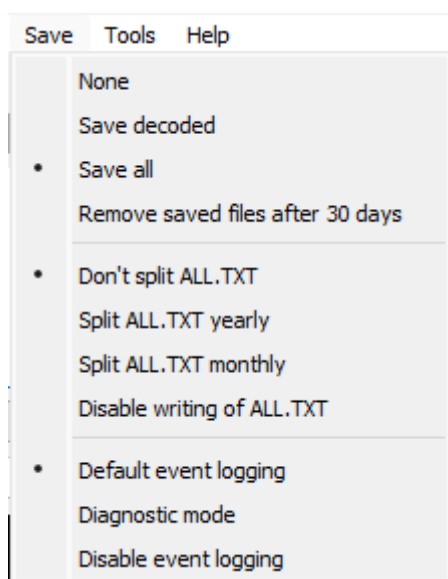 Save Tools Help
None
Save decoded
Save all
Remove saved files after 30 days
Don't split ALL.TXT
Split ALL.TXT yearly
Split ALL.TXT monthly
Disable writing of ALL.TXT
Default event logging
Diagnostic mode
Disable event logging